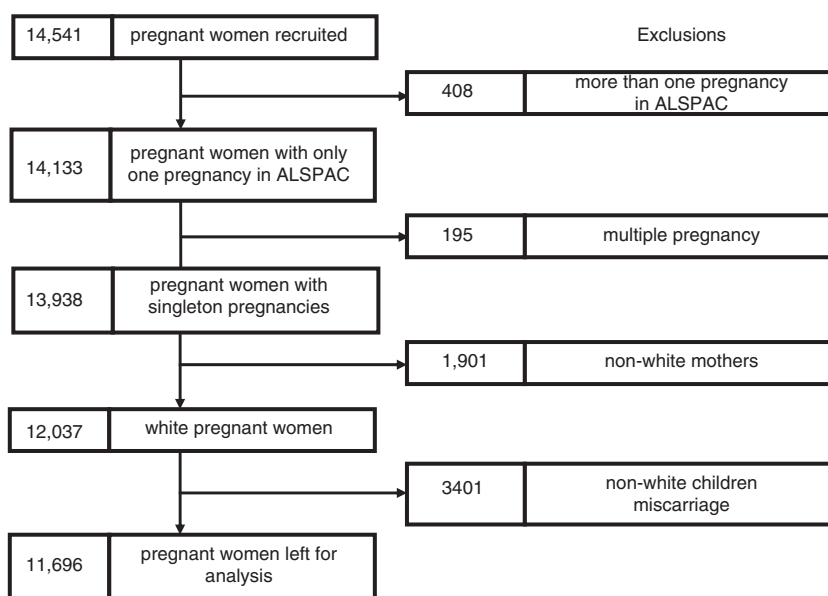 14,541 pregnant women recruited
Exclusions
408 more than one pregnancy
in ALSPAC
14,133 pregnant women with only
one pregnancy in ALSPAC
195 multiple pregnancy
13,938 pregnant women with
singleton pregnancies
1,901 non-white mothers
12,037 white pregnant women
3401 non-white children
miscarriage
11,696 pregnant women left for
analysis